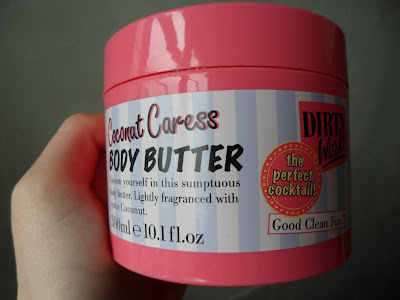 Coconut Caress
BODY BUTTER
yourself in this sumptuous
body butter. Lightly fragranced with
Coconut.
300ml e 10.1 fl.oz
DIRTY
the
perfect
cocktail!
Good Clean Fun